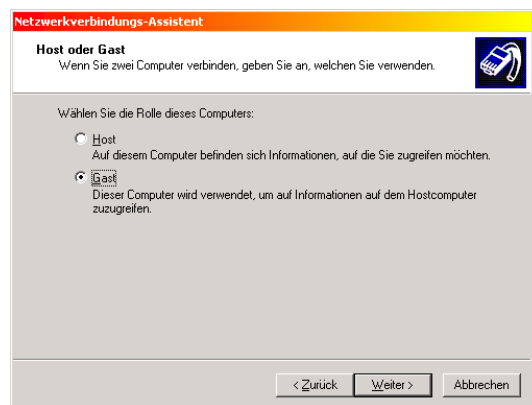 Netzwerkverbindungs-Assistent
Host oder Gast
Wenn Sie zwei Computer verbinden, geben Sie an, welchen Sie verwenden.
Wählen Sie die Rolle dieses Computers:
Host
Auf diesem Computer befinden sich Informationen, auf die Sie zugreifen möchten.
Gast
Dieser Computer wird verwendet, um auf Informationen auf dem Hostcomputer
zuzugreifen.
< Zurück Weiter > Abbrechen